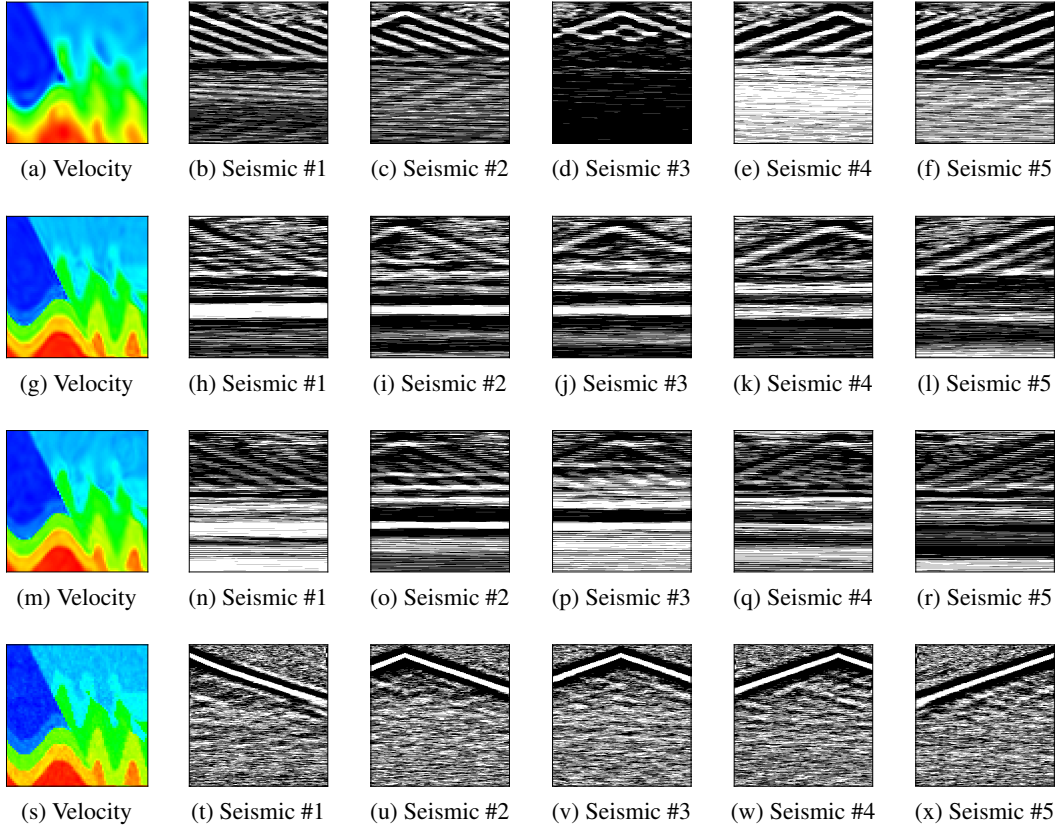 (a) Velocity (b) Seismic #1 (c) Seismic #2 (d) Seismic #3 (e) Seismic #4 (f) Seismic #5
(g) Velocity (h) Seismic #1 (i) Seismic #2 (j) Seismic #3 (k) Seismic #4 (l) Seismic #5
(m) Velocity (n) Seismic #1 (o) Seismic #2 (p) Seismic #3 (q) Seismic #4 (r) Seismic #5
(s) Velocity (t) Seismic #1 (u) Seismic #2 (v) Seismic #3 (w) Seismic #4 (x) Seismic #5